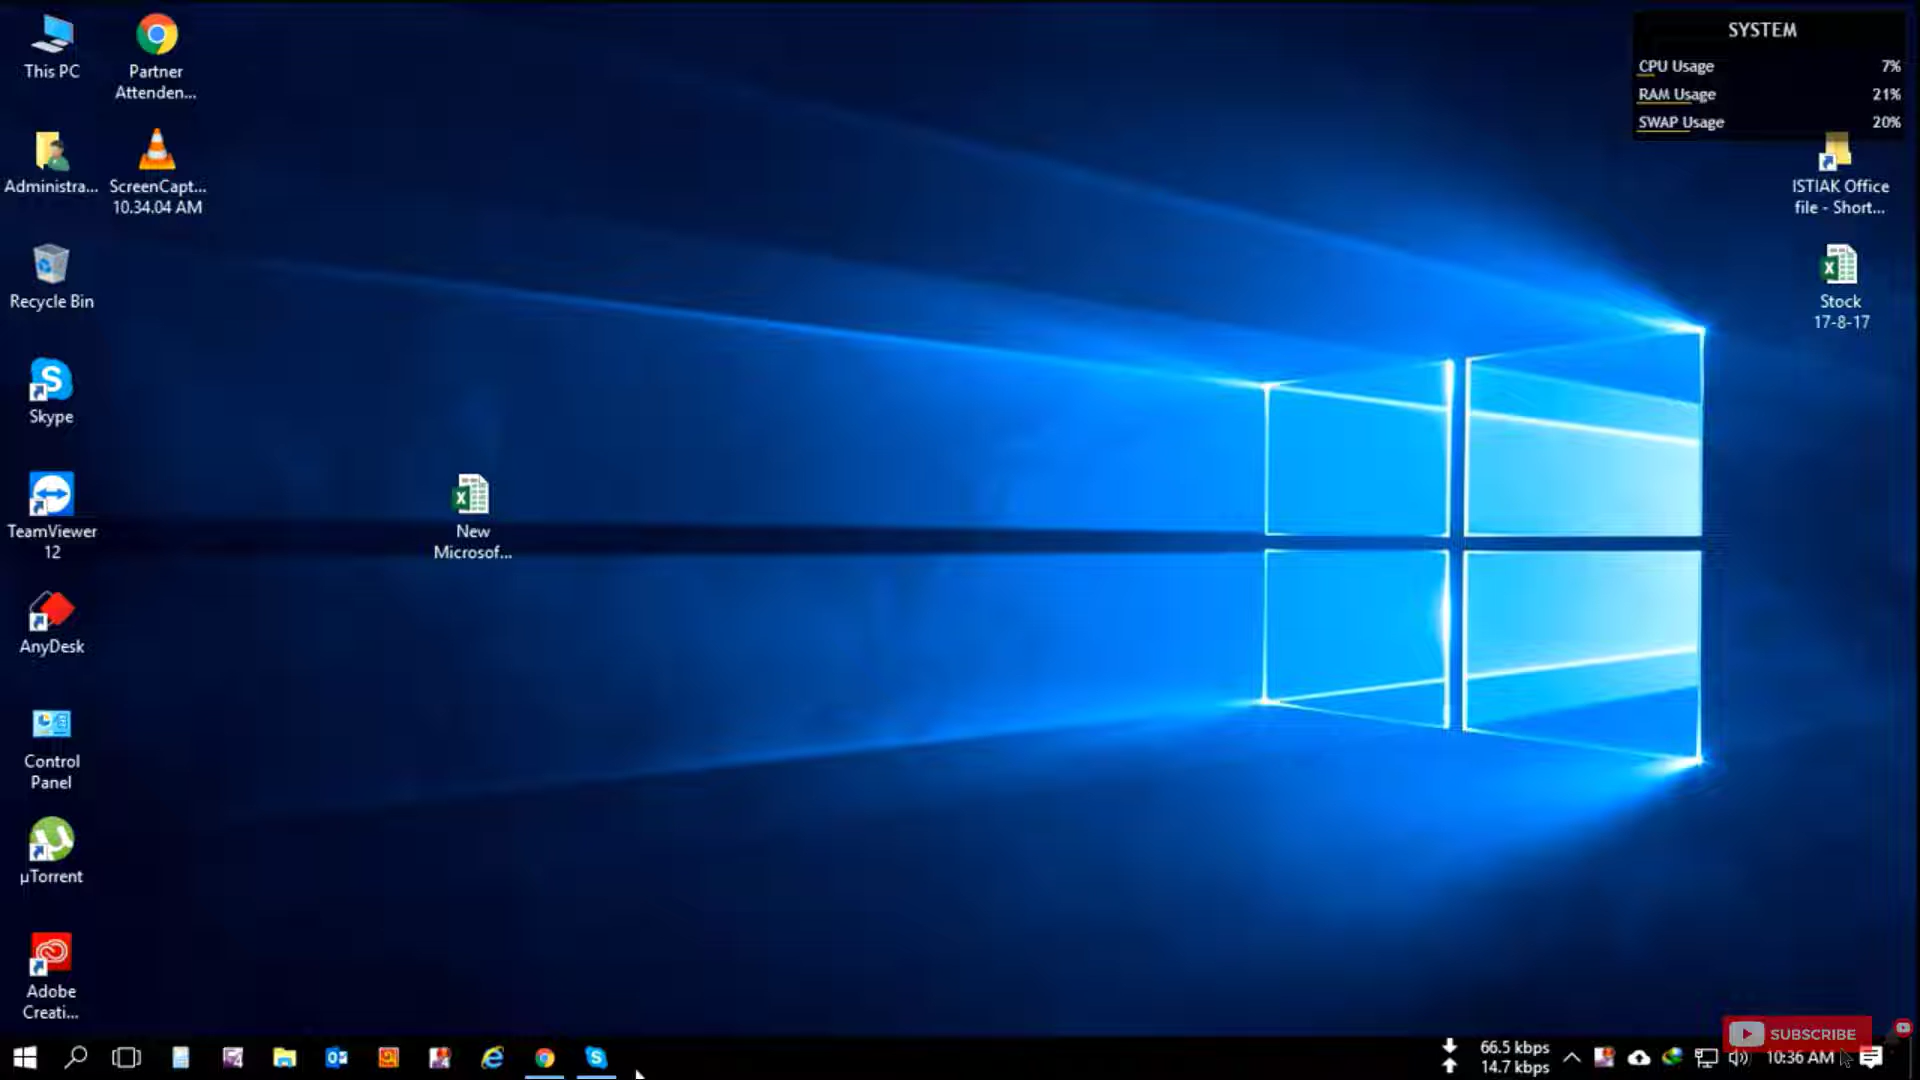 This PC
Partner
Attenden...
Administra...
ScreenCapt...
10.34.04 AM
Recycle Bin
Skype
TeamViewer
12
AnyDesk
Control
Panel
µTorrent
Adobe
Creati...
New
Microsof...
SYSTEM
CPU Usage 7%
RAM Usage 21%
SWAP Usage 20%
ISTIAK Office
file - Short...
Stock
17-8-17
SUBSCRIBE
66.5 kbps
14.7 kbps
10:36 AM